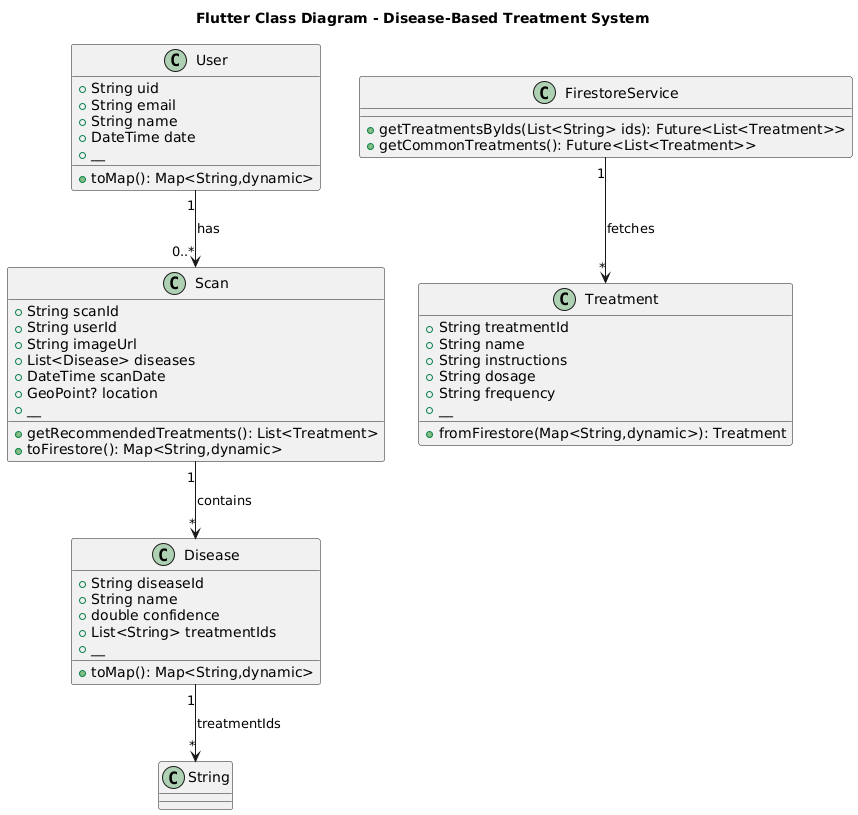 Flutter Class Diagram - Disease-Based Treatment System
C User
String uid
String email
String name
DateTime date
__
toMap(): Map<String,dynamic>
C FirestoreService
getTreatmentsByIds(List<String> ids): Future<List<Treatment>>
getCommonTreatments(): Future<List<Treatment>>
1
has
0..*
1
fetches
*
C Scan
String scanId
String userId
String imageUrl
List<Disease> diseases
DateTime scanDate
GeoPoint? location
__
getRecommendedTreatments(): List<Treatment>
toFirestore(): Map<String,dynamic>
C Treatment
String treatmentId
String name
String instructions
String dosage
String frequency
__
fromFirestore(Map<String,dynamic>): Treatment
1
contains
*
C Disease
String diseaseId
String name
double confidence
List<String> treatmentIds
__
toMap(): Map<String,dynamic>
1
treatmentIds
*
C String